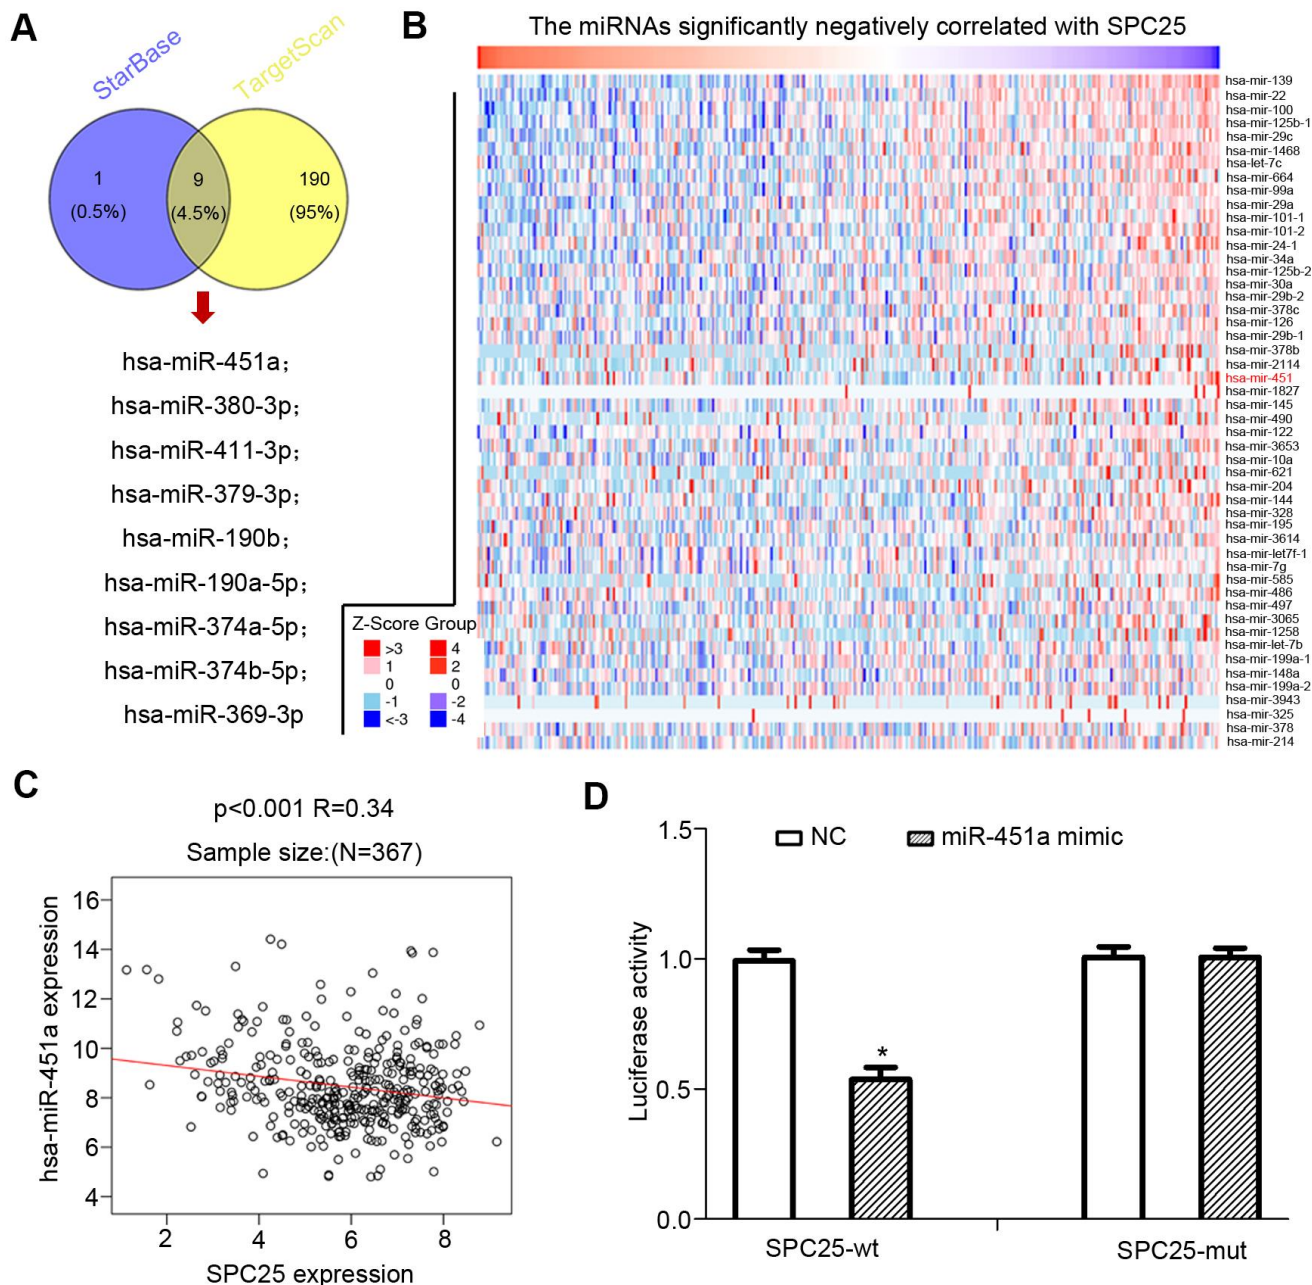 A
StarBase
TargetScan
1
(0.5%)
9
(4.5%)
190
(95%)
hsa-miR-451a；
hsa-miR-380-3p；
hsa-miR-411-3p；
hsa-miR-379-3p；
hsa-miR-190b；
hsa-miR-190a-5p；
hsa-miR-374a-5p；
hsa-miR-374b-5p；
hsa-miR-369-3p
B
The miRNAs significantly negatively correlated with SPC25
hsa-mir-139
hsa-mir-22
hsa-mir-100
hsa-mir-125b-1
hsa-mir-29c
hsa-mir-1468
hsa-let-7c
hsa-mir-664
hsa-mir-99a
hsa-mir-29a
hsa-mir-101-1
hsa-mir-101-2
hsa-mir-24-1
hsa-mir-34a
hsa-mir-125b-2
hsa-mir-30a
hsa-mir-29b-2
hsa-mir-378c
hsa-mir-126
hsa-mir-29b-1
hsa-mir-378b
hsa-mir-2114
hsa-mir-451
hsa-mir-1827
hsa-mir-145
hsa-mir-490
hsa-mir-122
hsa-mir-3653
hsa-mir-10a
hsa-mir-621
hsa-mir-204
hsa-mir-144
hsa-mir-328
hsa-mir-195
hsa-mir-3614
hsa-mir-let7f-1
hsa-mir-7g
hsa-mir-585
hsa-mir-486
hsa-mir-497
hsa-mir-3065
hsa-mir-1258
hsa-mir-let-7b
hsa-mir-199a-1
hsa-mir-148a
hsa-mir-199a-2
hsa-mir-3943
hsa-mir-325
hsa-mir-378
hsa-mir-214
Z-Score Group
>3 4
1 2
0 0
-1 -2
<-3 -4
C
p<0.001 R=0.34
Sample size:(N=367)
hsa-miR-451a expression
16
14
12
10
8
6
4
2 4 6 8
SPC25 expression
D
NC miR-451a mimic
Luciferase activity
1.5
1.0
0.5
0.0
*
SPC25-wt SPC25-mut